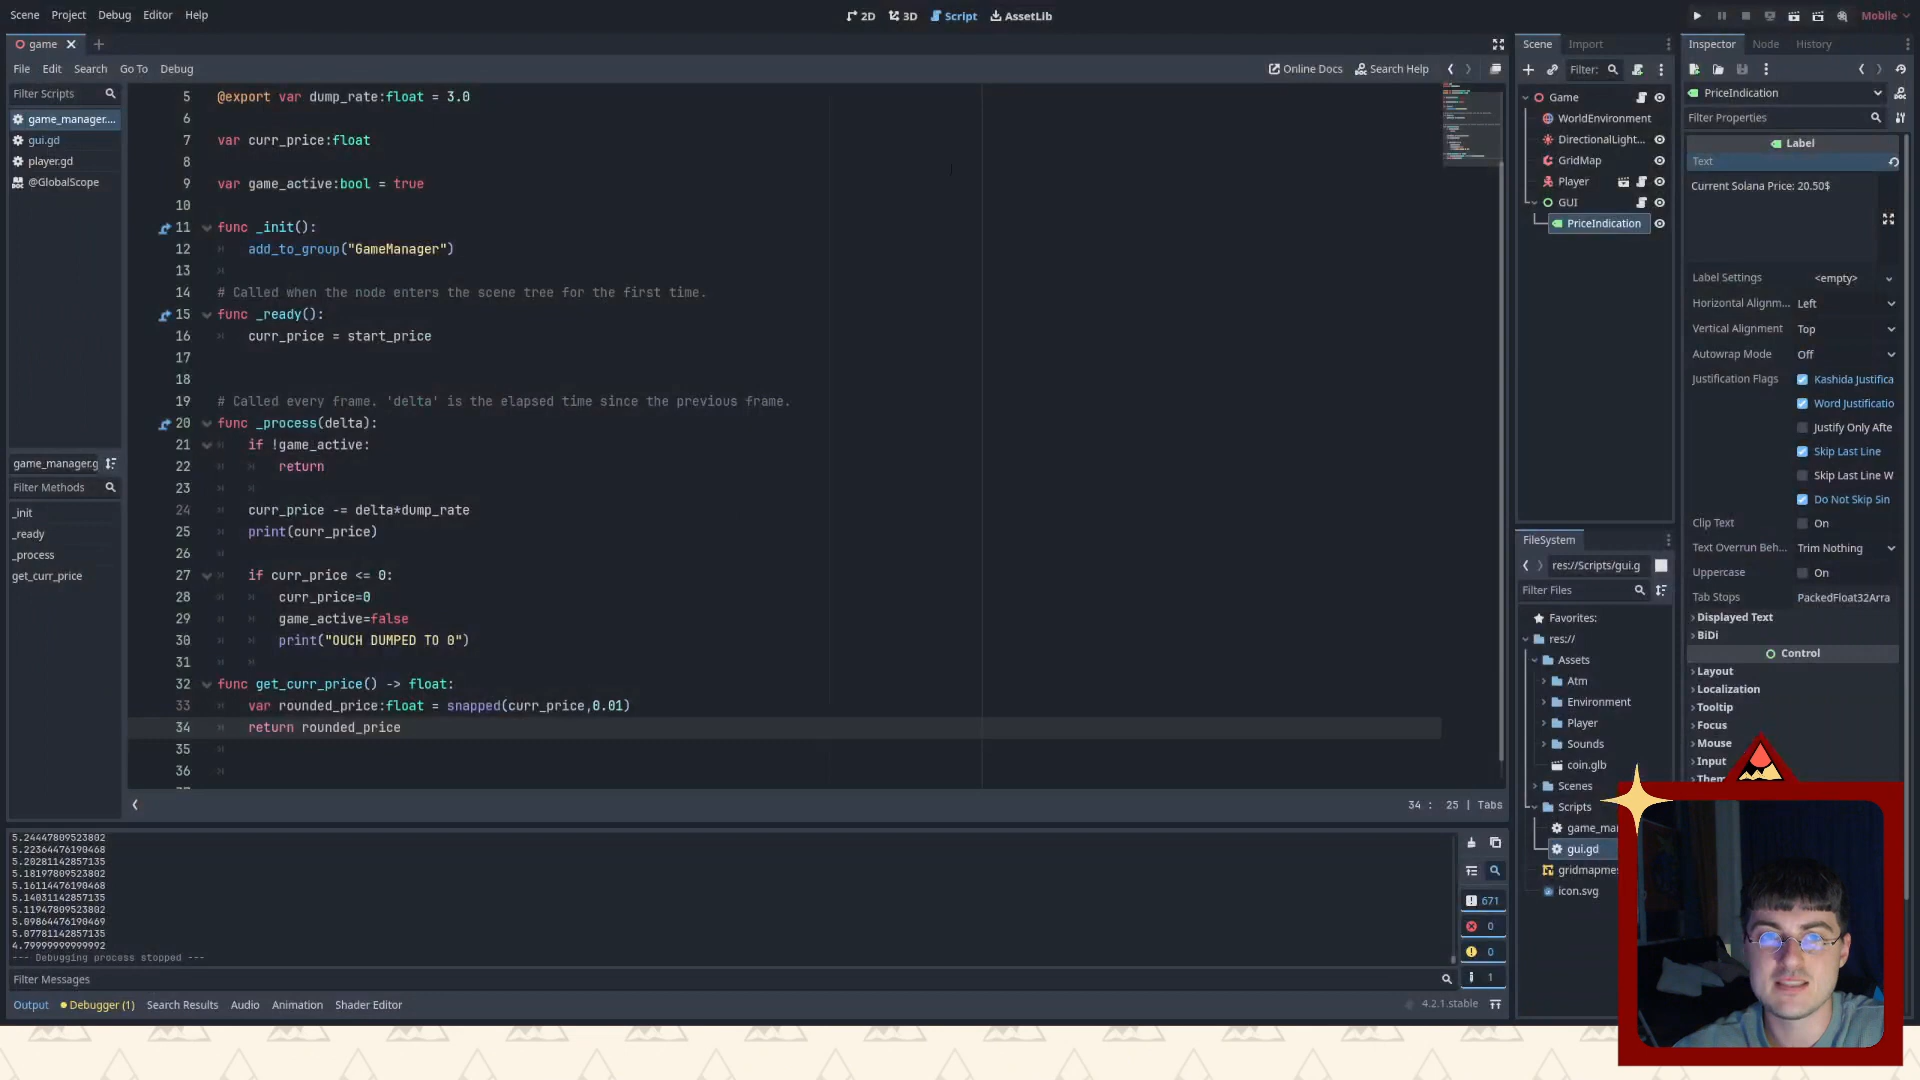 Scene Project Debug Editor Help
2D 3D Script AssetLib
Mobile
game
File Edit Search Go To Debug
Online Docs Search Help
Filter Scripts
game_manager....
gui.gd
player.gd
@GlobalScope
game_manager.g
Filter Methods
_init
_ready
_process
get_curr_price
5 @export var dump_rate:float = 3.0
6
7 var curr_price:float
8
9 var game_active:bool = true
10
11 func _init():
12 add_to_group("GameManager")
13
14 # Called when the node enters the scene tree for the first time.
15 func _ready():
16 curr_price = start_price
17
18
19 # Called every frame. 'delta' is the elapsed time since the previous frame.
20 func _process(delta):
21 if !game_active:
22 return
23
24 curr_price -= delta*dump_rate
25 print(curr_price)
26
27 if curr_price <= 0:
28 curr_price=0
29 game_active=false
30 print("OUCH DUMPED TO 0")
31
32 func get_curr_price() -> float:
33 var rounded_price:float = snapped(curr_price,0.01)
34 return rounded_price
35
36
34 : 25 | Tabs
5.24447809523802
5.22364476190468
5.20281142857135
5.18197809523802
5.16114476190468
5.14031142857135
5.11947809523802
5.09864476190469
5.07781142857135
4.79999999999992
--- Debugging process stopped ---
Filter Messages
671
0
0
1
Output Debugger (1) Search Results Audio Animation Shader Editor
4.2.1.stable
Scene Import
Filter:
Game
WorldEnvironment
DirectionalLight...
GridMap
Player
GUI
PriceIndication
FileSystem
res://Scripts/gui.g
Filter Files
Favorites:
res://
Assets
Atm
Environment
Player
Sounds
coin.glb
Scenes
Scripts
game_mar
gui.gd
gridmapmes
icon.svg
Inspector Node History
PriceIndication
Filter Properties
Label
Text
Current Solana Price: 20.50$
Label Settings <empty>
Horizontal Alignm... Left
Vertical Alignment Top
Autowrap Mode Off
Justification Flags Kashida Justifica
Word Justificatio
Justify Only Afte
Skip Last Line
Skip Last Line W
Do Not Skip Sin
Clip Text On
Text Overrun Beh... Trim Nothing
Uppercase On
Tab Stops PackedFloat32Arra
Displayed Text
BiDi
Control
Layout
Localization
Tooltip
Focus
Mouse
Input